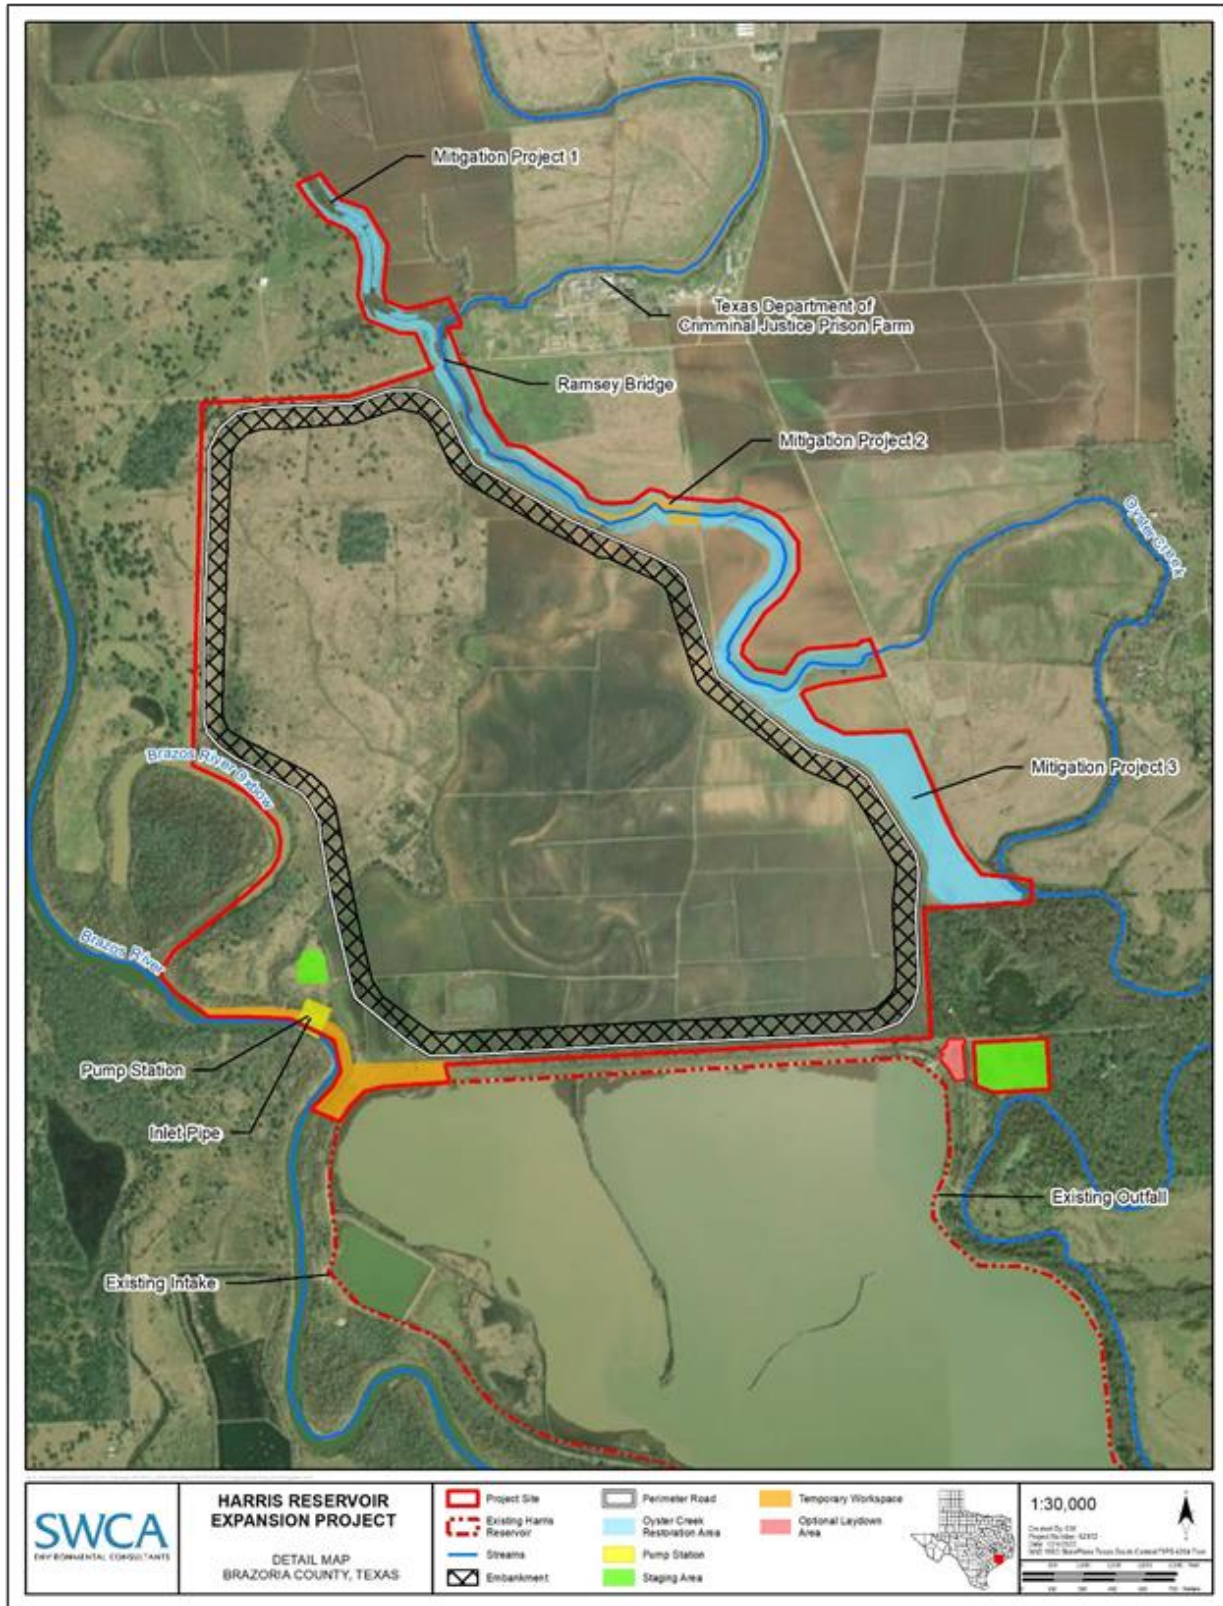 Mitigation Project 1
Texas Department of
Crimminal Justice Prison Farm
Ramsey Bridge
Mitigation Project 2
Oyster Creek
Mitigation Project 3
Brazos River Oxbow
Brazos River
Pump Station
Inlet Pipe
Existing Outfall
Existing Intake
SWCA
ENVIRONMENTAL CONSULTANTS
HARRIS RESERVOIR
EXPANSION PROJECT
DETAIL MAP
BRAZORIA COUNTY, TEXAS
Project Site
Existing Harris
Reservoir
Streams
Embankment
Perimeter Road
Oyster Creek
Restoration Area
Pump Station
Staging Area
Temporary Workspace
Optional Laydown
Area
1:30,000